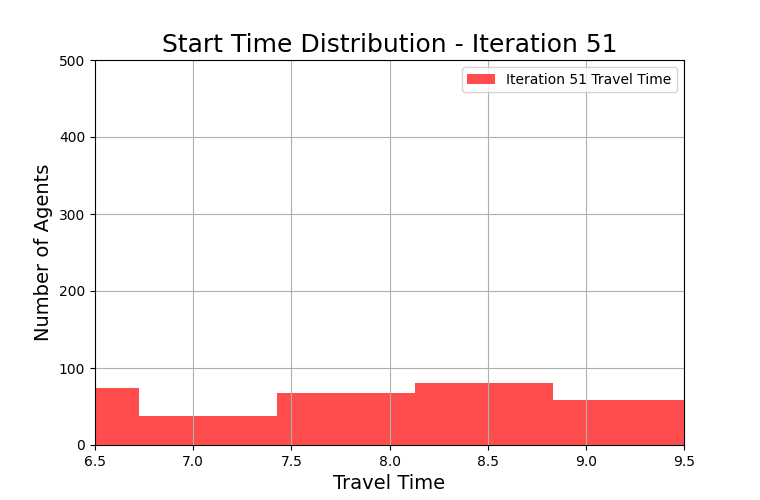 Start Time Distribution - Iteration 51
Iteration 51 Travel Time
Number of Agents
500
400
300
200
100
0
6.5 7.0 7.5 8.0 8.5 9.0 9.5
Travel Time